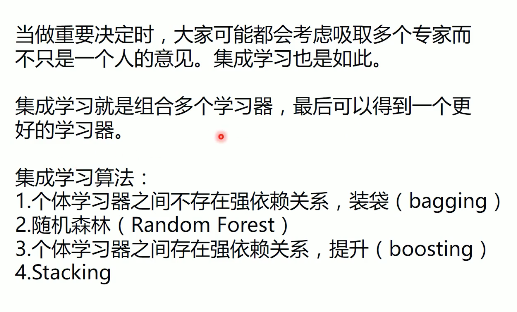 当做重要决定时，大家可能都会考虑吸取多个专家而
不只是一个人的意见。集成学习也是如此。
集成学习就是组合多个学习器，最后可以得到一个更
好的学习器。
集成学习算法：
1.个体学习器之间不存在强依赖关系，装袋（bagging）
2.随机森林（Random Forest）
3.个体学习器之间存在强依赖关系，提升（boosting）
4.Stacking